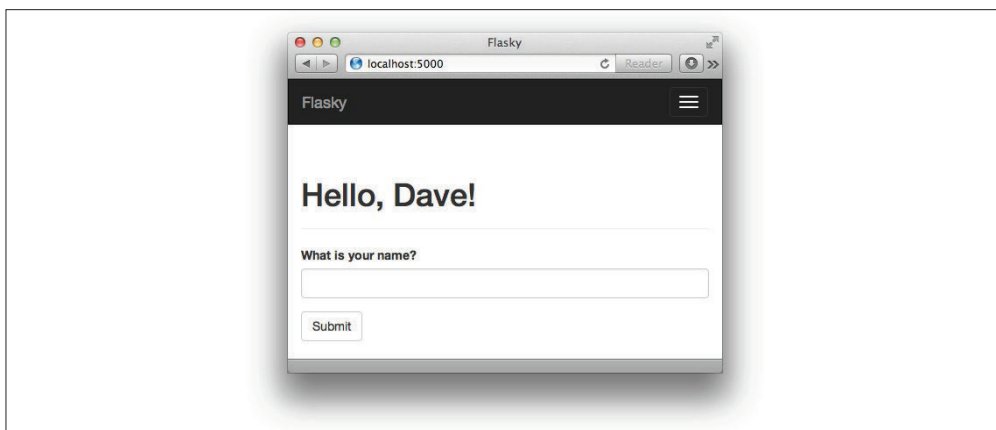 Flasky
localhost:5000
Reader
Flasky
Hello, Dave!
What is your name?
Submit